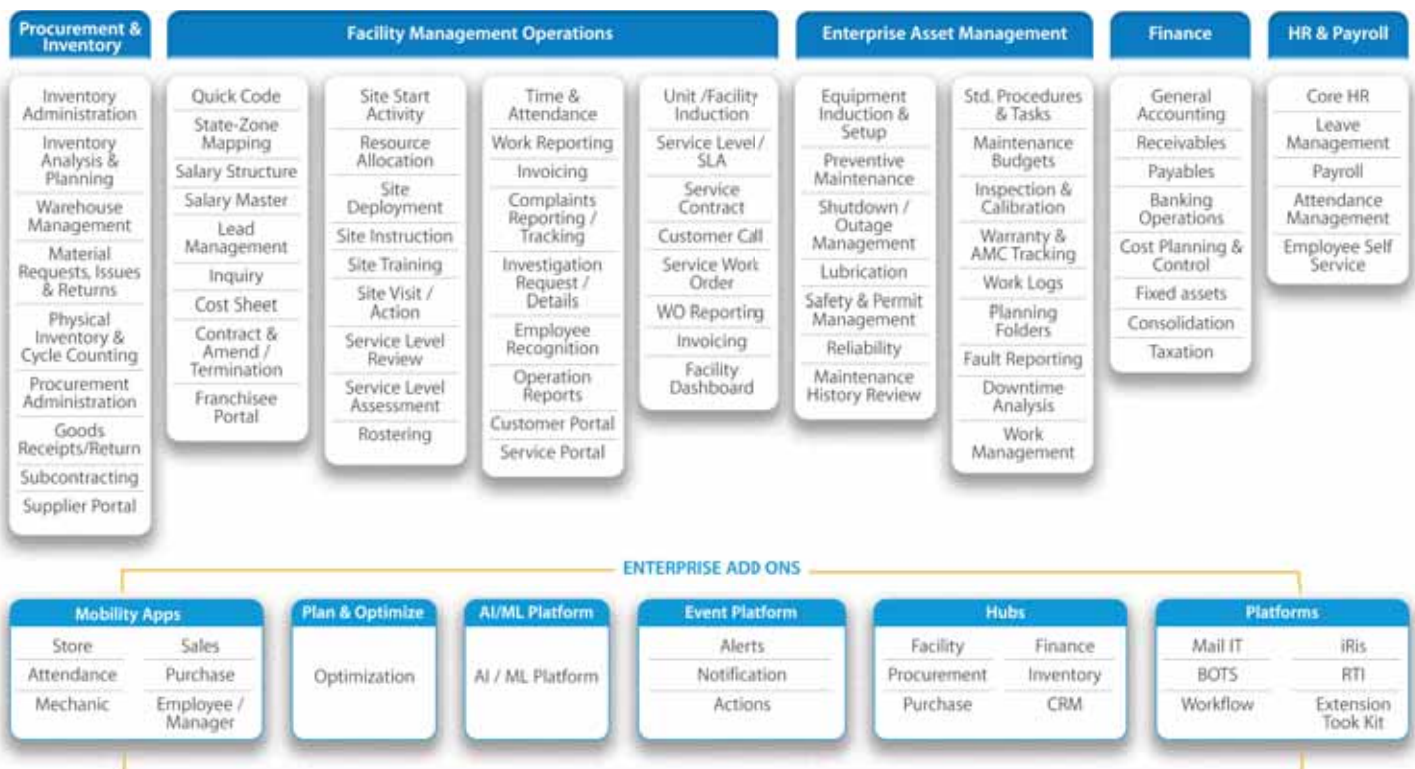 Procurement &
Inventory
Facility Management Operations
Enterprise Asset Management
Finance
HR & Payroll
Inventory
Administration
Inventory
Analysis &
Planning
Warehouse
Management
Material
Requests, Issues
& Returns
Physical
Inventory &
Cycle Counting
Procurement
Administration
Goods
Receipts/Return
Subcontracting
Supplier Portal
Quick Code
State-Zone
Mapping
Salary Structure
Salary Master
Lead
Management
Inquiry
Cost Sheet
Contract &
Amend /
Termination
Franchisee
Portal
Site Start
Activity
Resource
Allocation
Site
Deployment
Site Instruction
Site Training
Site Visit /
Action
Service Level
Review
Service Level
Assessment
Rostering
Time &
Attendance
Work Reporting
Invoicing
Complaints
Reporting /
Tracking
Investigation
Request /
Details
Employee
Recognition
Operation
Reports
Customer Portal
Service Portal
Unit /Facility
Induction
Service Level /
SLA
Service
Contract
Customer Call
Service Work
Order
WO Reporting
Invoicing
Facility
Dashboard
Equipment
Induction &
Setup
Preventive
Maintenance
Shutdown /
Outage
Management
Lubrication
Safety & Permit
Management
Reliability
Maintenance
History Review
Std. Procedures
& Tasks
Maintenance
Budgets
Inspection &
Calibration
Warranty &
AMC Tracking
Work Logs
Planning
Folders
Fault Reporting
Downtime
Analysis
Work
Management
General
Accounting
Receivables
Payables
Banking
Operations
Cost Planning &
Control
Fixed assets
Consolidation
Taxation
Core HR
Leave
Management
Payroll
Attendance
Management
Employee Self
Service
ENTERPRISE ADD ONS
Mobility Apps
Store
Attendance
Mechanic
Sales
Purchase
Employee /
Manager
Plan & Optimize
Optimization
AI/ML Platform
AI / ML Platform
Event Platform
Alerts
Notification
Actions
Hubs
Facility
Procurement
Purchase
Finance
Inventory
CRM
Platforms
Mail IT
BOTS
Workflow
iRis
RTI
Extension
Took Kit